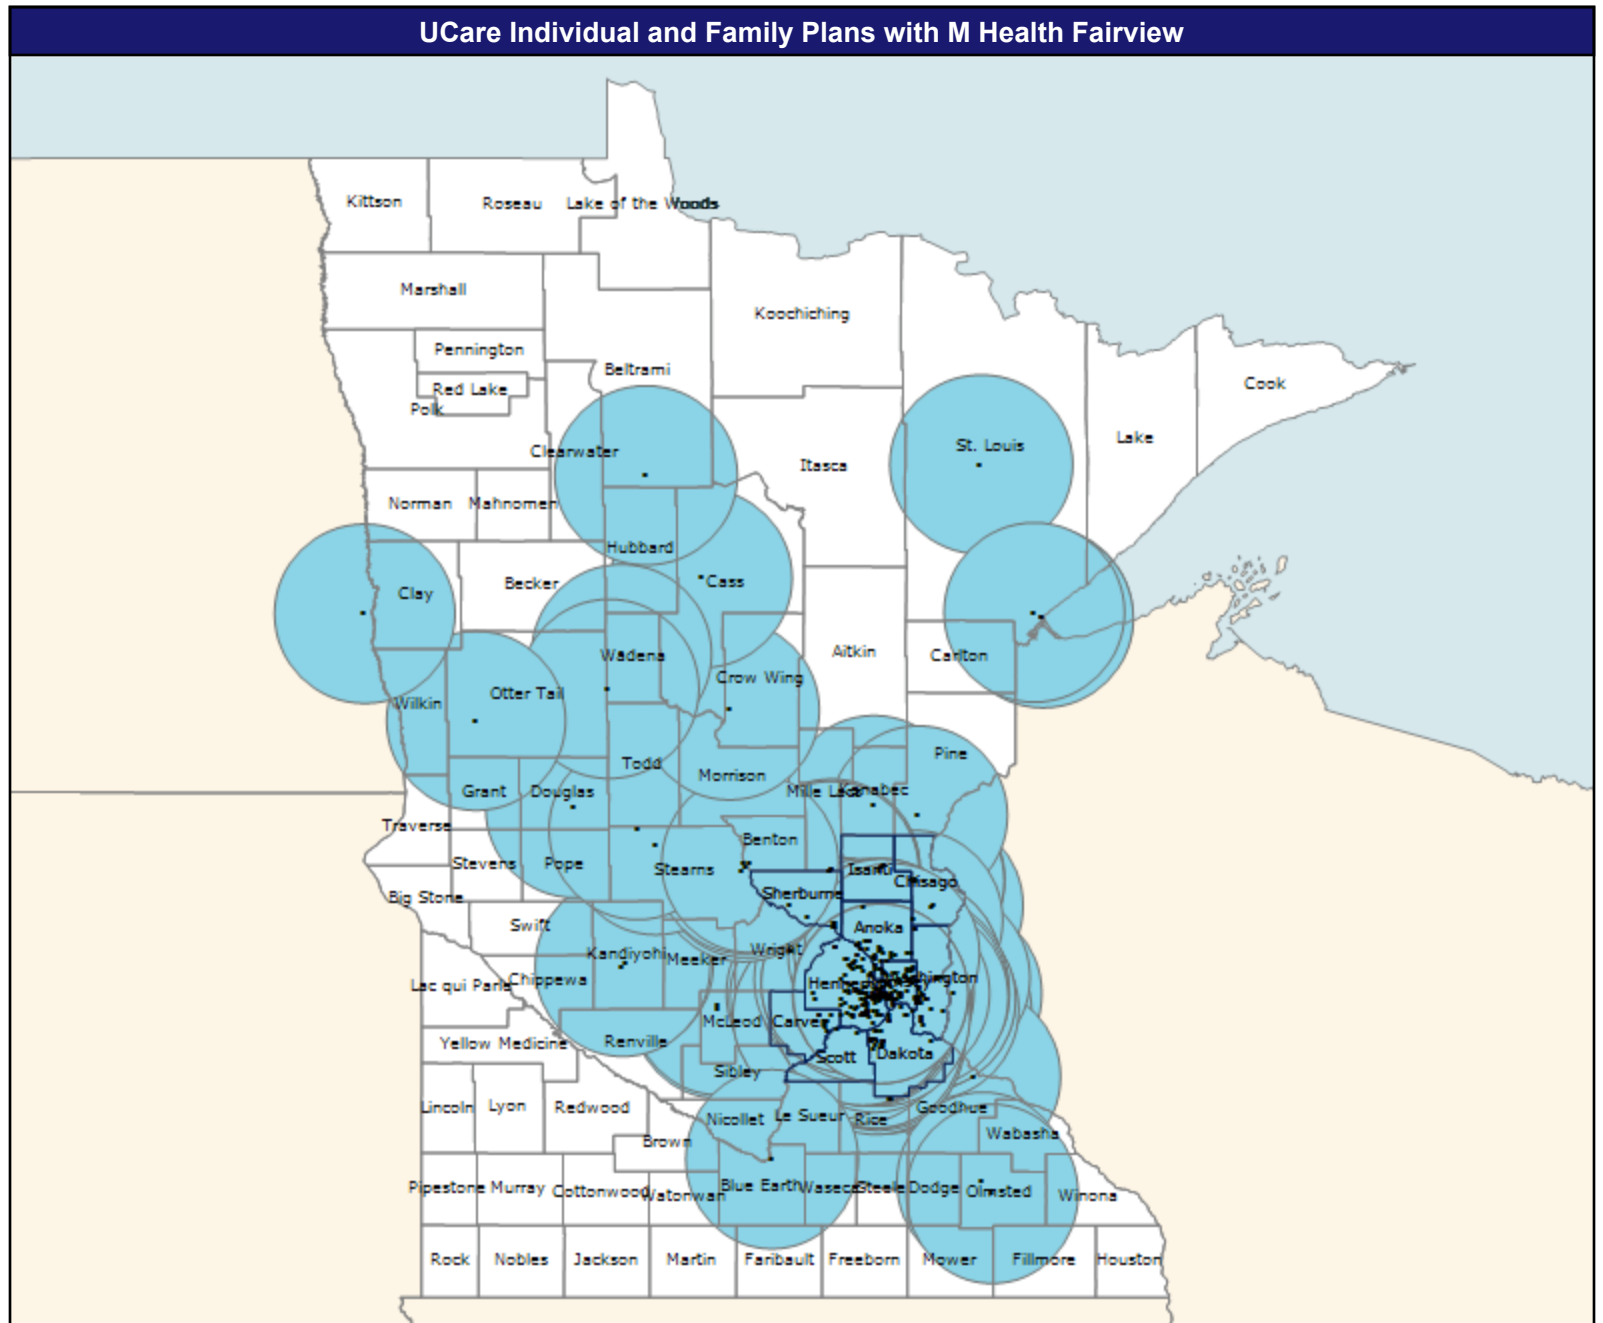 UCare Individual and Family Plans with M Health Fairview
Kittson
Roseau
Lake of the Woods
Marshall
Koochiching
Pennington
Beltrami
Red Lake
Cook
Polk
Lake
St. Louis
Clearwater
Itasca
Norman
Mahnomen
Hubbard
Cass
Becker
Clay
Aitkin
Carlton
Wadena
Crow Wing
Otter Tail
Wilkin
Pine
Todd
Morrison
Grant
Douglas
Mille Lacs
Kanabec
Traverse
Benton
Stevens
Pope
Stearns
Isanti
Chisago
Big Stone
Sherburne
Swift
Anoka
Kandiyohi
Meeker
Wright
Lac qui Parle
Chippewa
McLeod
Carver
Renville
Yellow Medicine
Scott
Dakota
Sibley
Lincoln
Lyon
Redwood
Nicollet
Le Sueur
Rice
Goodhue
Brown
Wabasha
Pipestone
Murray
Cottonwood
Watonwan
Blue Earth
Waseca
Steele
Dodge
Olmsted
Winona
Rock
Nobles
Jackson
Martin
Faribault
Freeborn
Mower
Fillmore
Houston